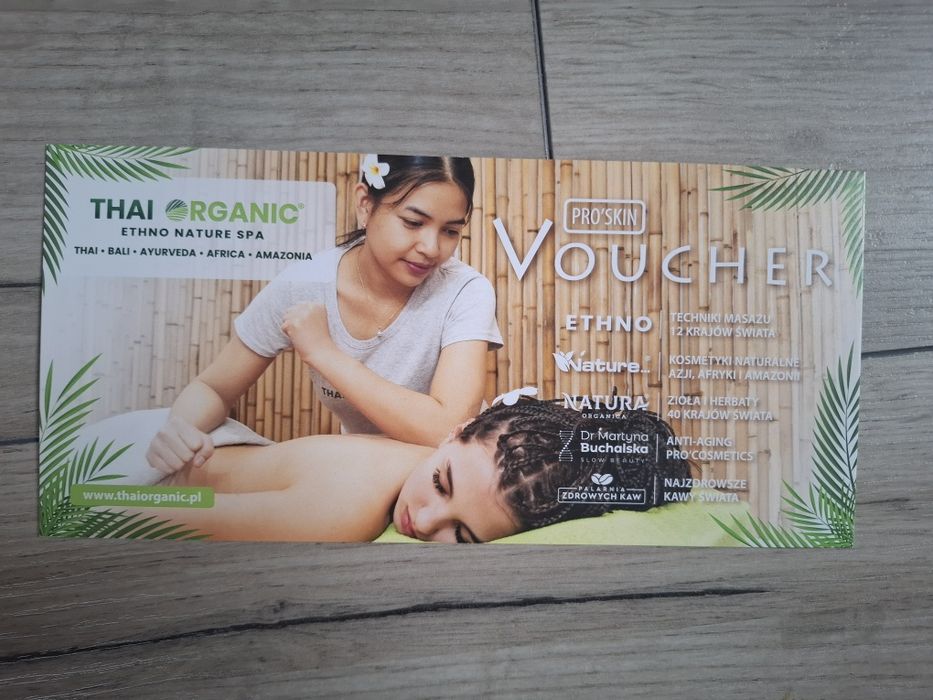 THAI ORGANIC®
ETHNO NATURE SPA
THAI • BALI • AYURVEDA • AFRICA • AMAZONIA
PRO'SKIN
VOUCHER
ETHNO
TECHNIKI MASAŻU
12 KRAJÓW ŚWIATA
Nature...®
KOSMETYKI NATURALNE
AZJI, AFRYKI I AMAZONII
NATURA
ORGANICA
ZIOŁA I HERBATY
40 KRAJÓW ŚWIATA
Dr Martyna
Buchalska
SLOW BEAUTY®
ANTI-AGING
PRO'COSMETICS
PALARNIA
ZDROWYCH KAW
NAJZDROWSZE
KAWY ŚWIATA
THA
www.thaiorganic.pl